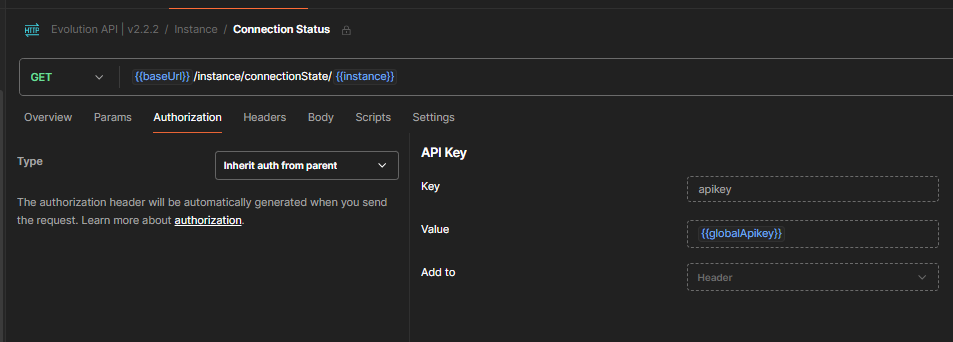 HTTP Evolution API | v2.2.2 / Instance / Connection Status
GET {{baseUrl}} /instance/connectionState/ {{instance}}
Overview Params Authorization Headers Body Scripts Settings
Type Inherit auth from parent
The authorization header will be automatically generated when you send
the request. Learn more about authorization.
API Key
Key apikey
Value {{globalApikey}}
Add to Header